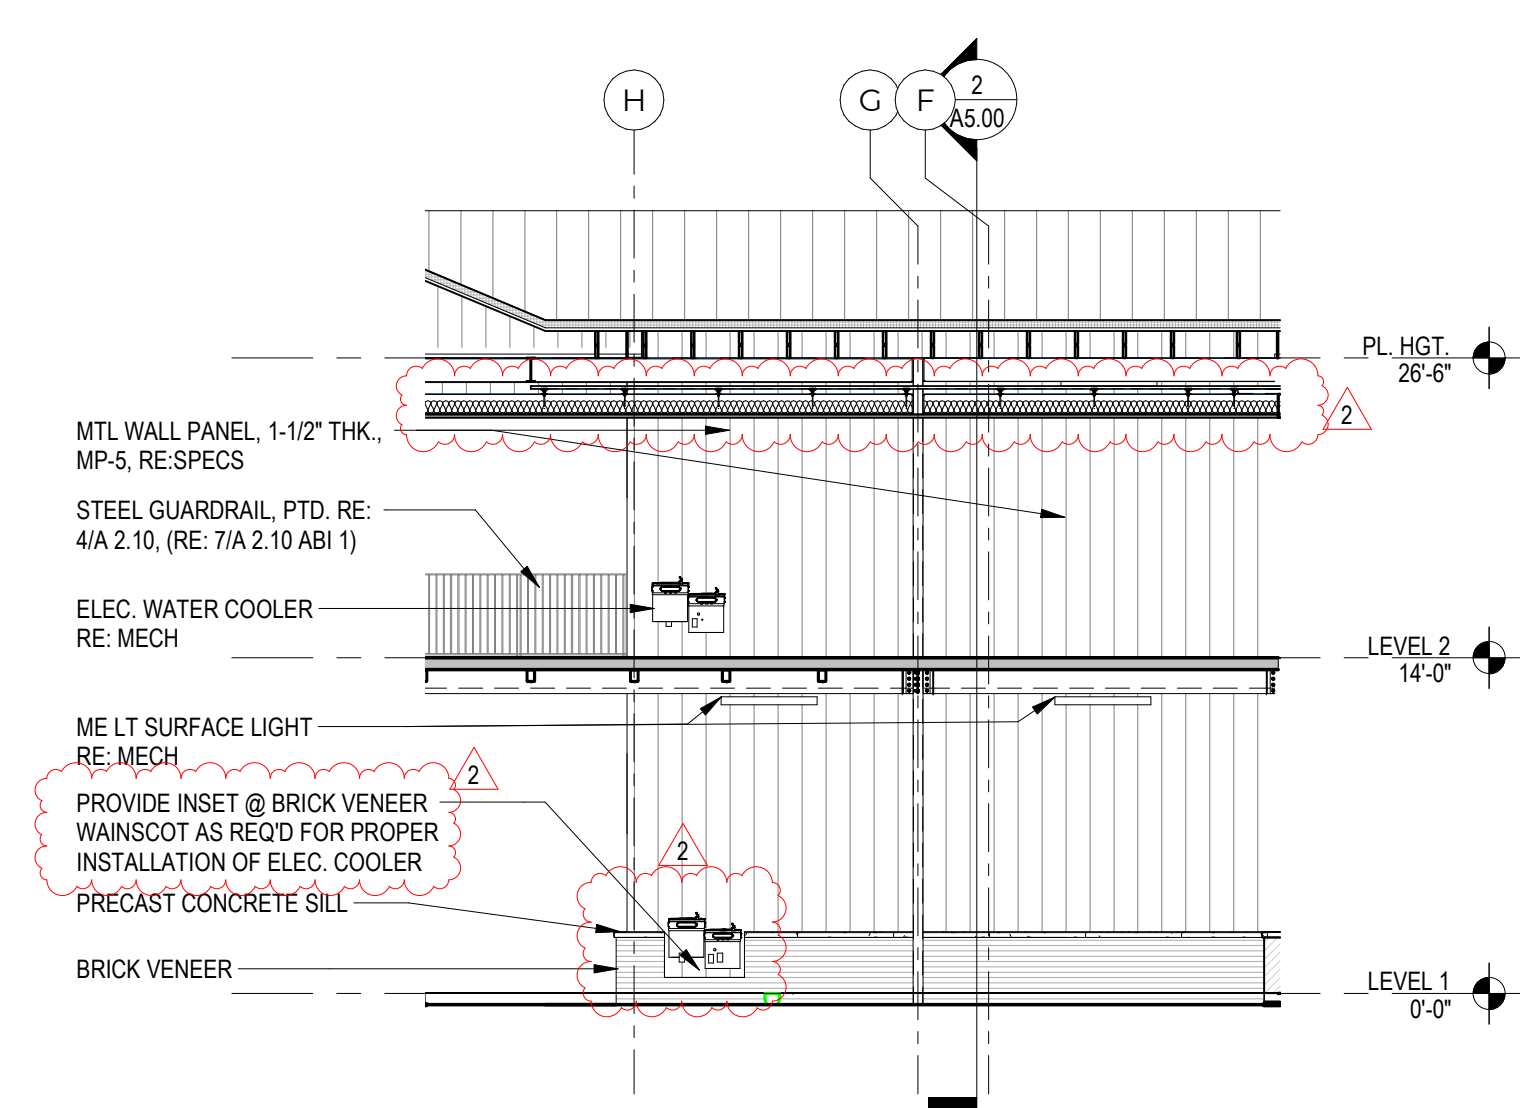 H
G
F
2
A5.00
PL. HGT.
26'-6"
2
MTL WALL PANEL, 1-1/2" THK.,
MP-5, RE:SPECS
STEEL GUARDRAIL, PTD. RE:
4/A 2.10, (RE: 7/A 2.10 ABI 1)
ELEC. WATER COOLER
RE: MECH
LEVEL 2
14'-0"
ME LT SURFACE LIGHT
RE: MECH
2
PROVIDE INSET @ BRICK VENEER
WAINSCOT AS REQ'D FOR PROPER
INSTALLATION OF ELEC. COOLER
2
PRECAST CONCRETE SILL
BRICK VENEER
LEVEL 1
0'-0"